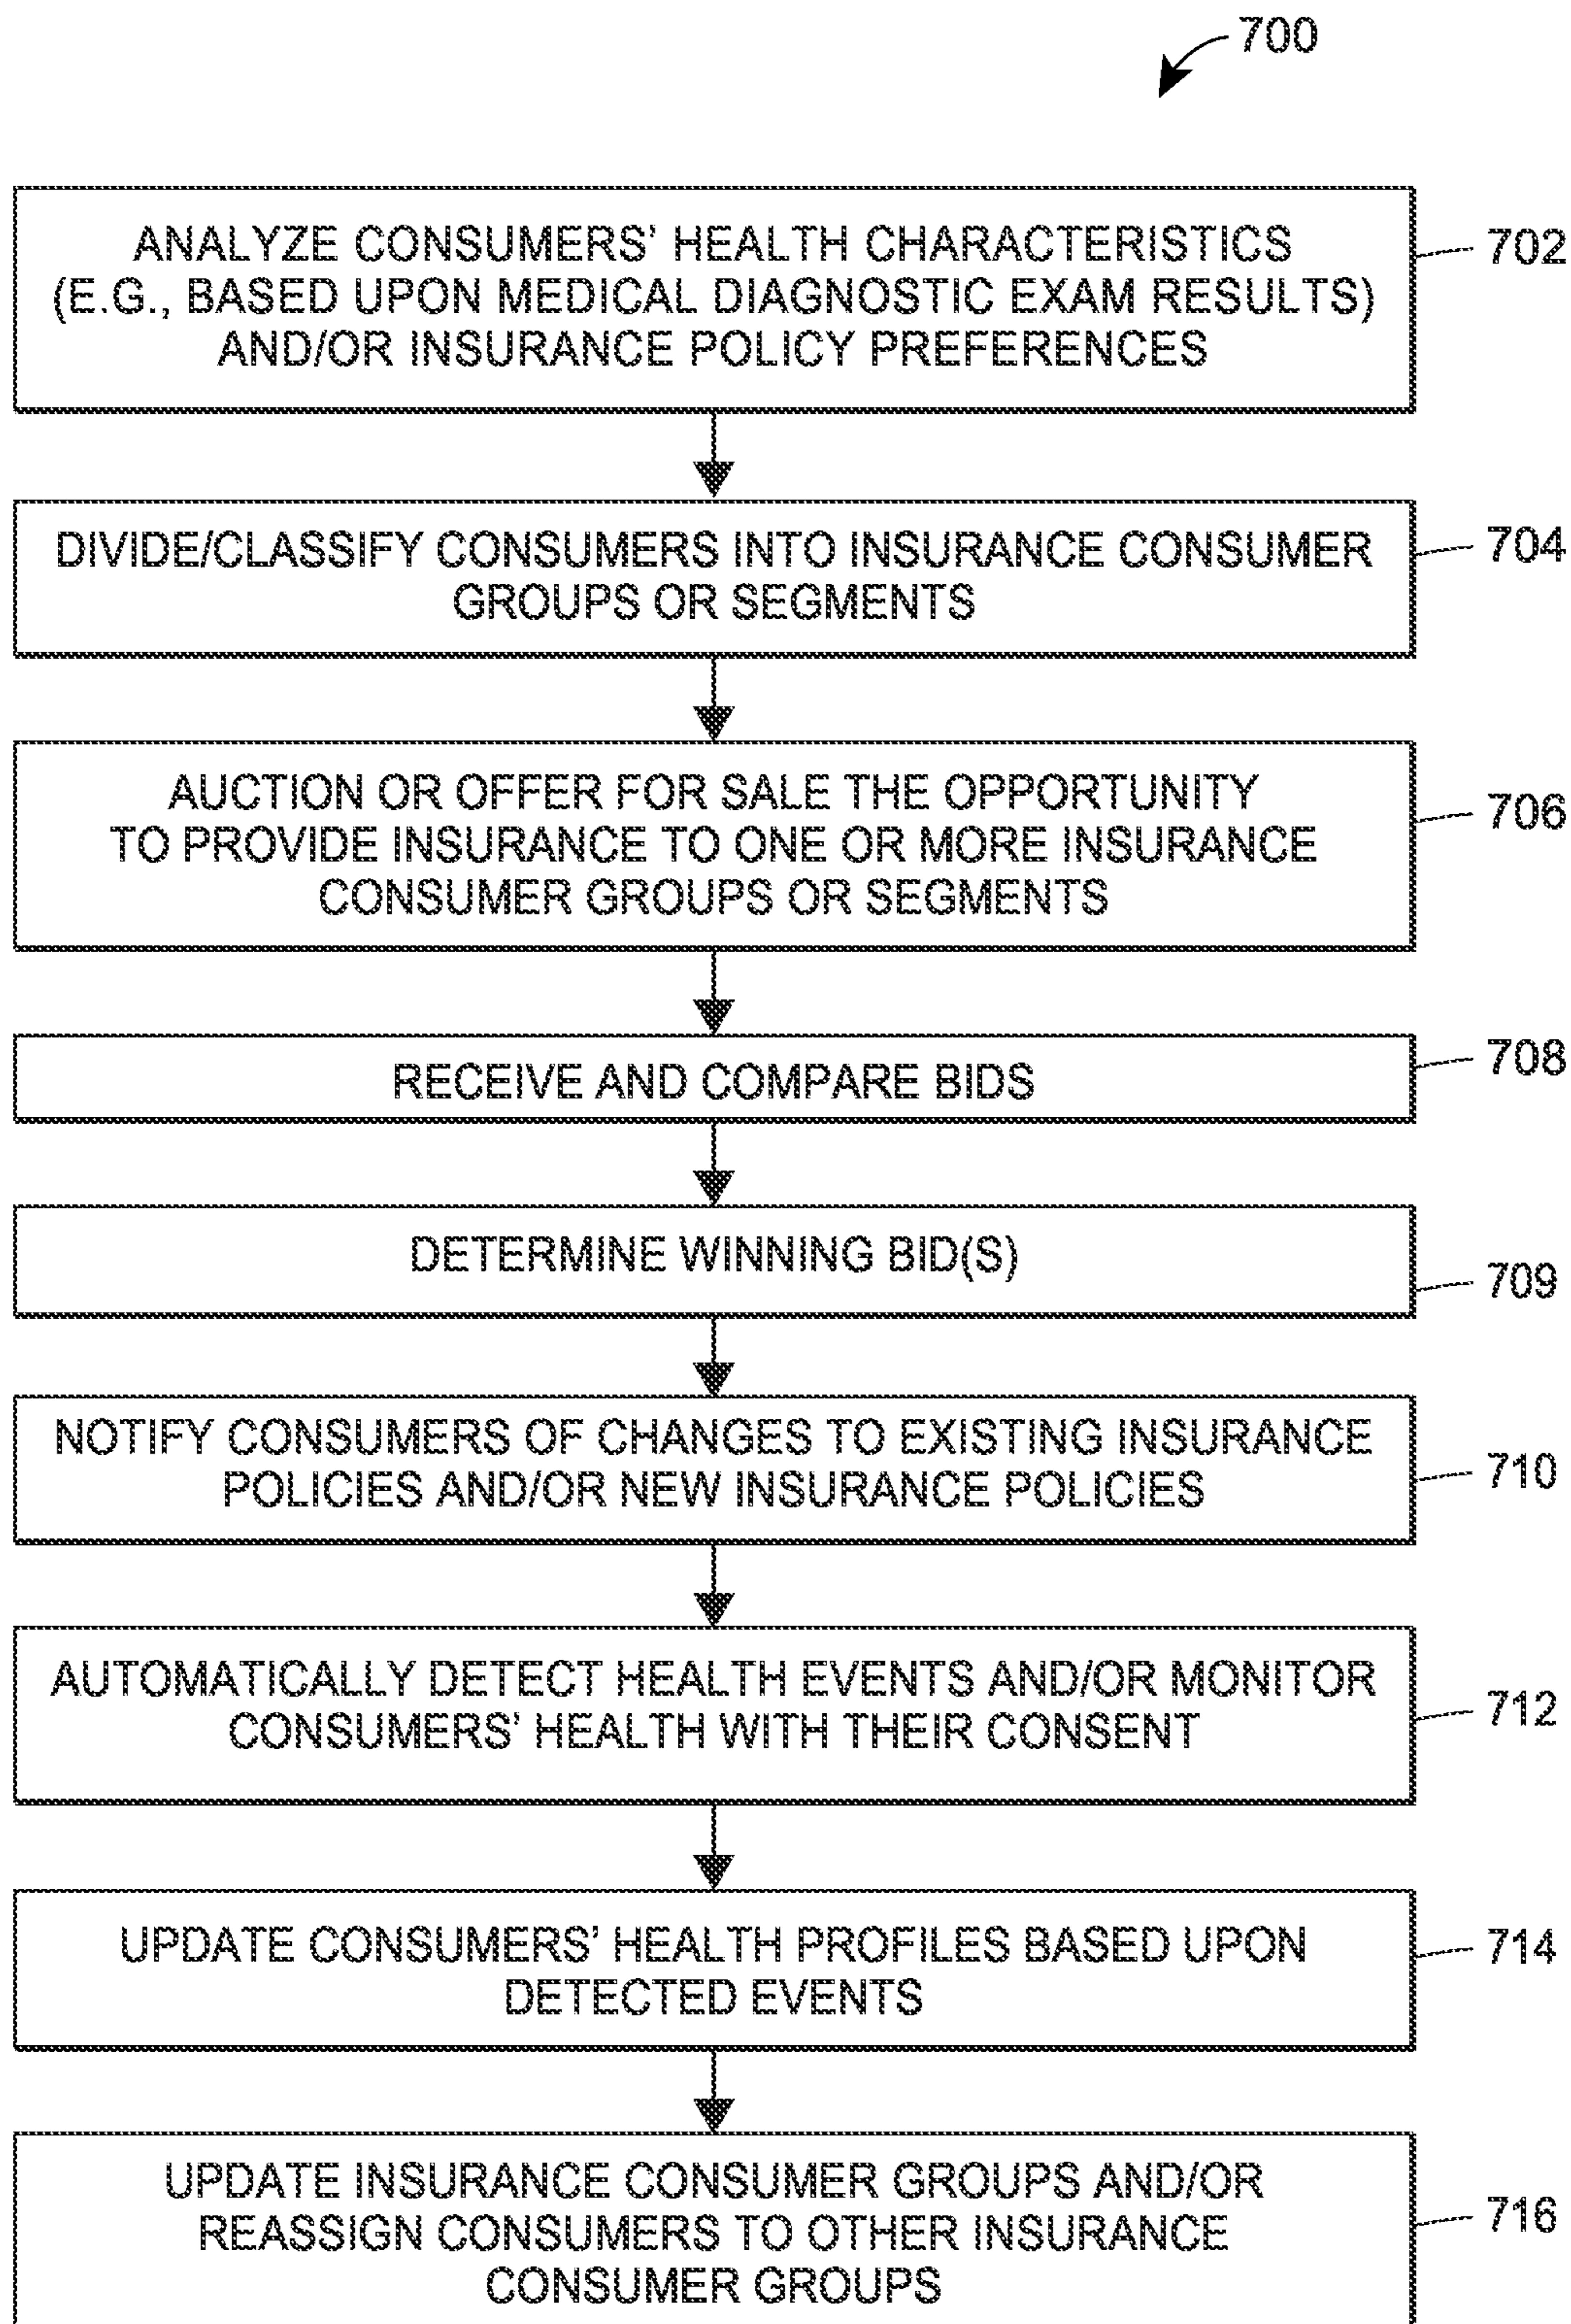 700
ANALYZE CONSUMERS' HEALTH CHARACTERISTICS
(E.G., BASED UPON MEDICAL DIAGNOSTIC EXAM RESULTS)
AND/OR INSURANCE POLICY PREFERENCES
702
DIVIDE/CLASSIFY CONSUMERS INTO INSURANCE CONSUMER
GROUPS OR SEGMENTS
704
AUCTION OR OFFER FOR SALE THE OPPORTUNITY
TO PROVIDE INSURANCE TO ONE OR MORE INSURANCE
CONSUMER GROUPS OR SEGMENTS
706
RECEIVE AND COMPARE BIDS
708
DETERMINE WINNING BID(S)
709
NOTIFY CONSUMERS OF CHANGES TO EXISTING INSURANCE
POLICIES AND/OR NEW INSURANCE POLICIES
710
AUTOMATICALLY DETECT HEALTH EVENTS AND/OR MONITOR
CONSUMERS' HEALTH WITH THEIR CONSENT
712
UPDATE CONSUMERS' HEALTH PROFILES BASED UPON
DETECTED EVENTS
714
UPDATE INSURANCE CONSUMER GROUPS AND/OR
REASSIGN CONSUMERS TO OTHER INSURANCE
CONSUMER GROUPS
716